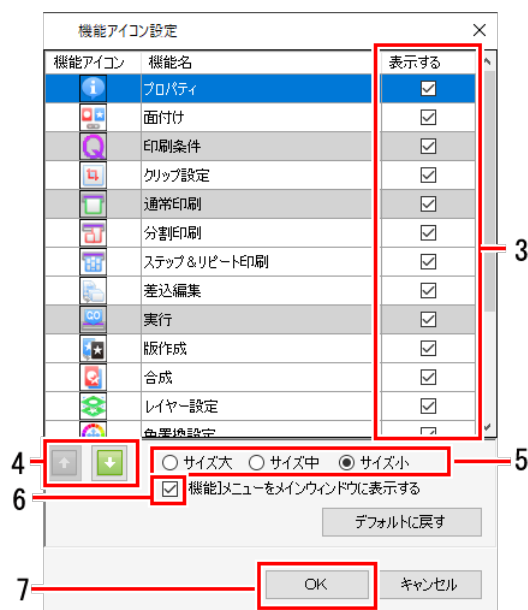 機能アイコン設定
機能アイコン 機能名 表示する
プロパティ
面付け
印刷条件
クリップ設定
通常印刷
分割印刷
ステップ&リピート印刷
差込編集
GO 実行
版作成
合成
レイヤー設定
色置換設定
3
4
サイズ大 サイズ中 サイズ小
5
6
機能]メニューをメインウィンドウに表示する
デフォルトに戻す
7
OK キャンセル